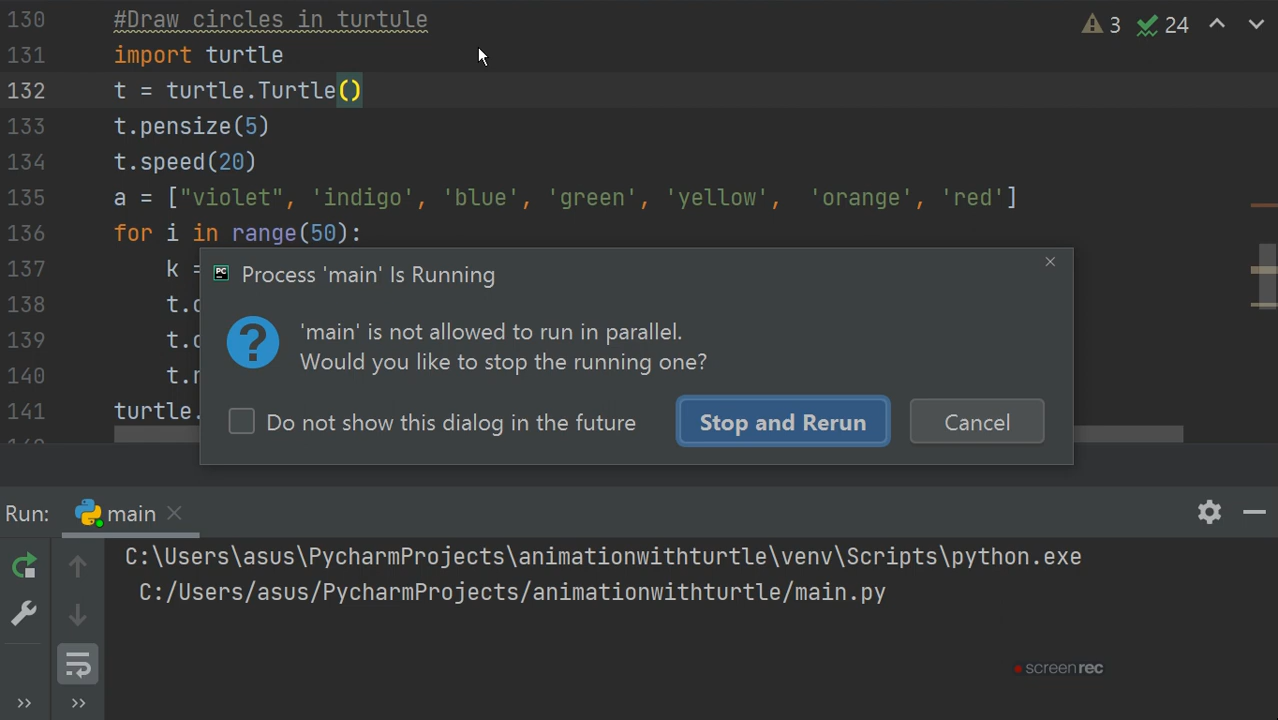 130 #Draw circles in turtule
3 24
131 import turtle
132 t = turtle.Turtle()
133 t.pensize(5)
134 t.speed(20)
135 a = ["violet", 'indigo', 'blue', 'green', 'yellow',  'orange', 'red']
136 for i in range(50):
137 k =
138 t.
139 t.
140 t.
141 turtle.
PC Process 'main' Is Running
'main' is not allowed to run in parallel.
Would you like to stop the running one?
Do not show this dialog in the future
Stop and Rerun
Cancel
Run: main
C:\Users\asus\PycharmProjects\animationwithturtle\venv\Scripts\python.exe
C:/Users/asus/PycharmProjects/animationwithturtle/main.py
screenrec